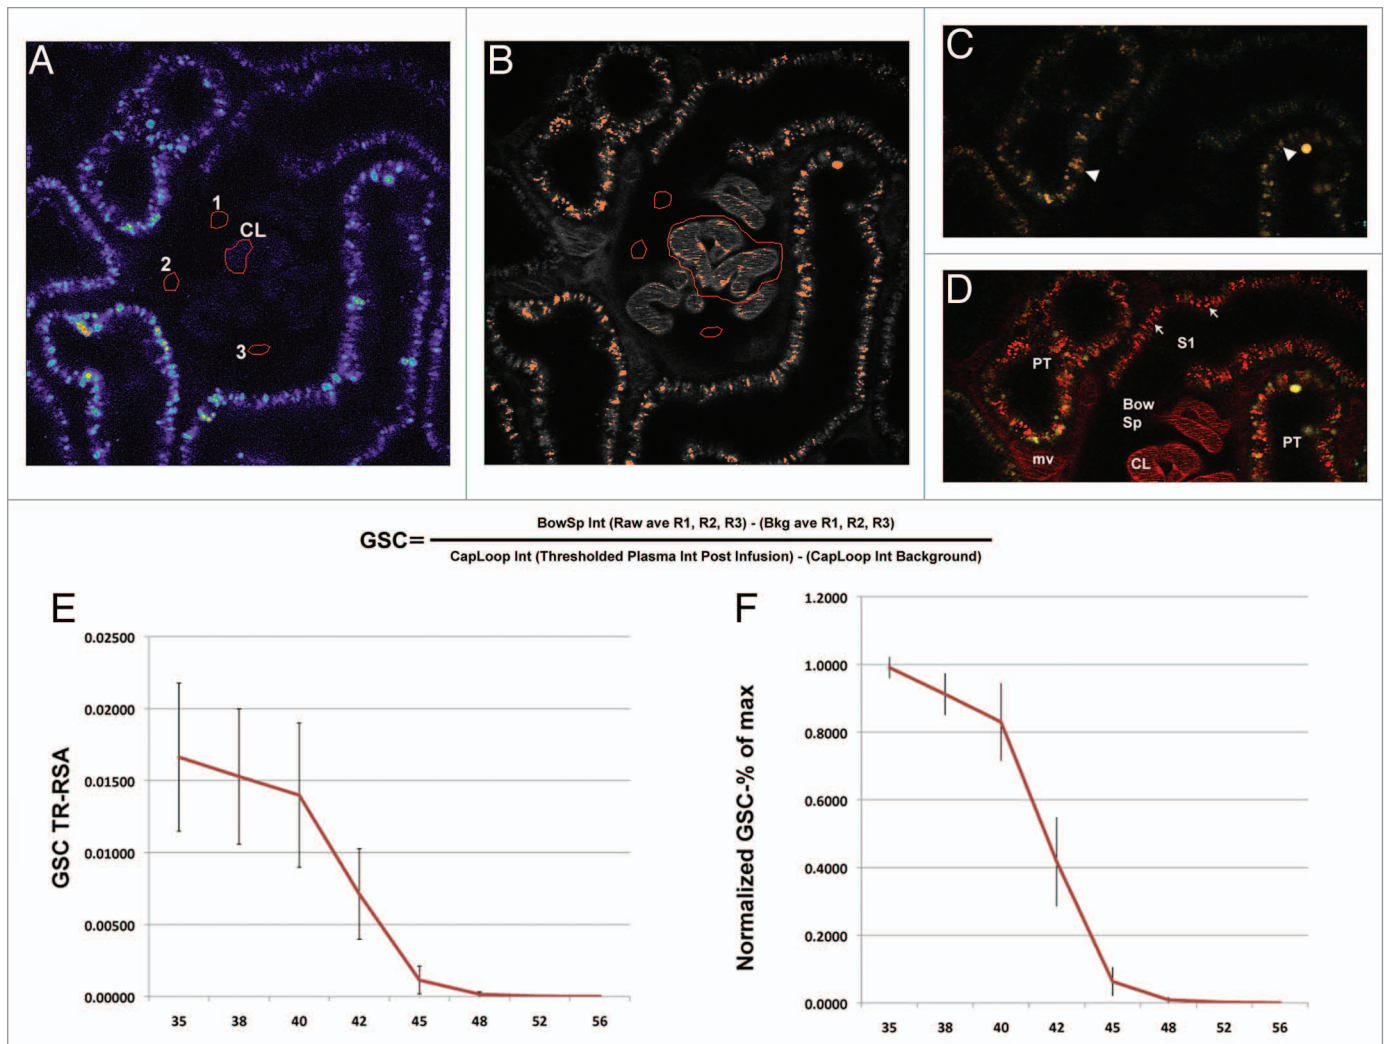 A
1
CL
2
3
B
C
D
S1
PT
Bow
Sp
PT
mv
CL
GSC= BowSp Int (Raw ave R1, R2, R3) - (Bkg ave R1, R2, R3)
CapLoop Int (Thresholded Plasma Int Post Infusion) - (CapLoop Int Background)
E
GSC TR-RSA
0.02500
0.02000
0.01500
0.01000
0.00500
0.00000
35 38 40 42 45 48 52 56
F
Normalized GSC-% of max
1.2000
1.0000
0.8000
0.6000
0.4000
0.2000
0.0000
35 38 40 42 45 48 52 56